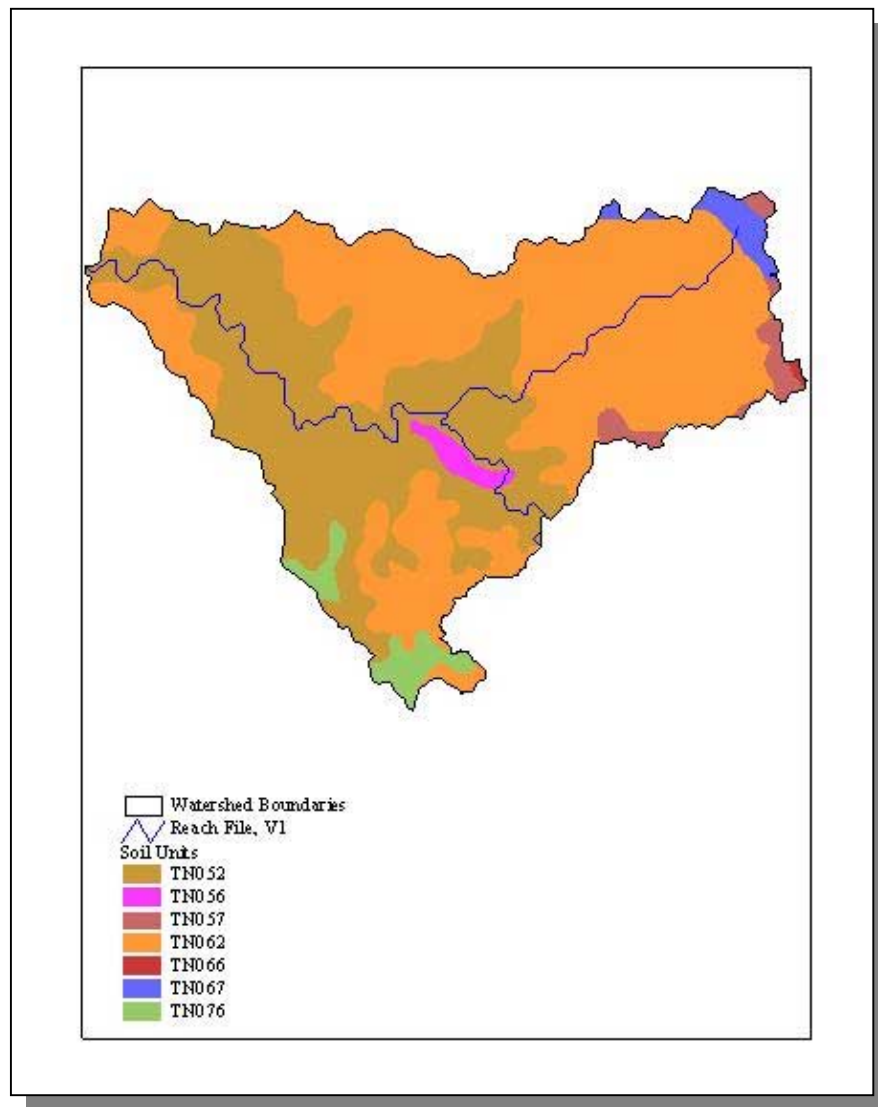 Watershed Boundaries
Reach File, V1
Soil Units
TN052
TN056
TN057
TN062
TN066
TN067
TN076